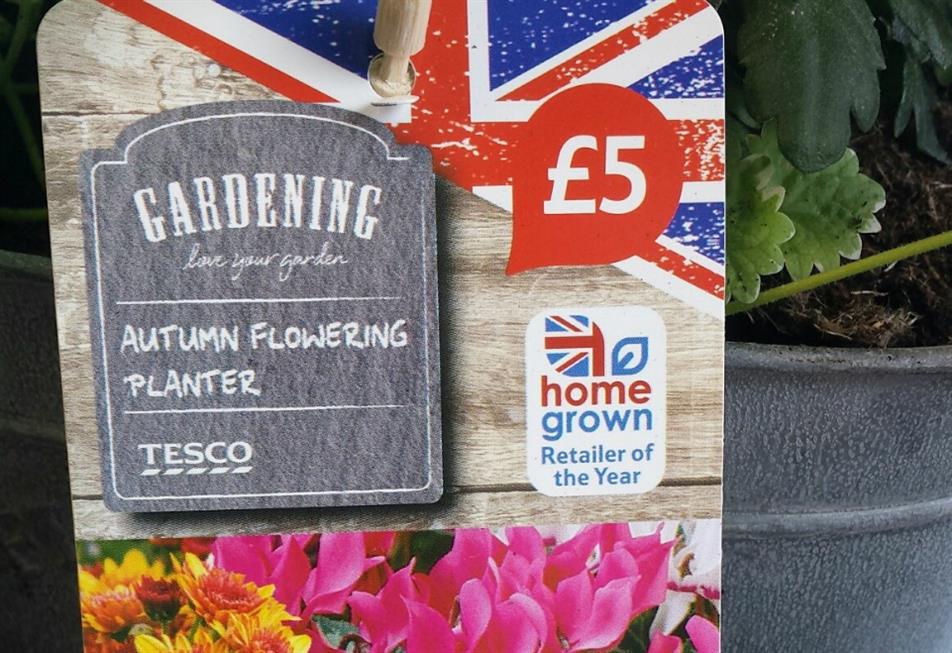 £5
GARDENING
love your garden
AUTUMN FLOWERING
PLANTER
TESCO
home
grown
Retailer of
the Year